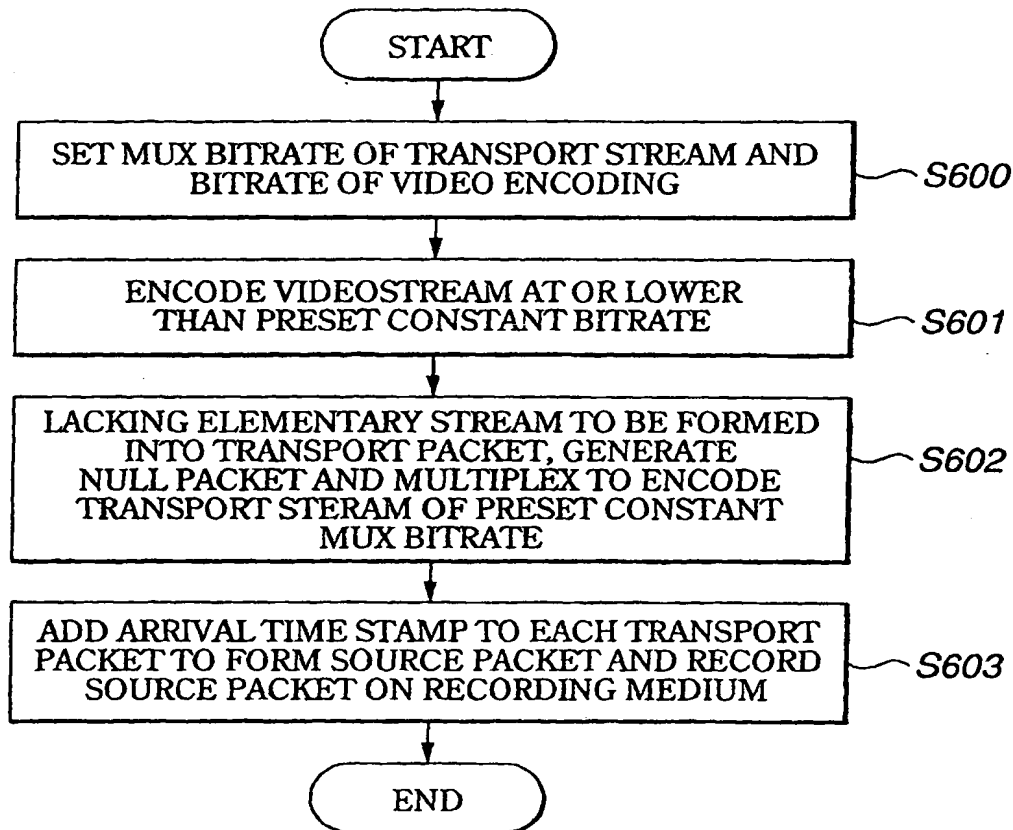 START
SET MUX BITRATE OF TRANSPORT STREAM AND
BITRATE OF VIDEO ENCODING
S600
ENCODE VIDEOSTREAM AT OR LOWER
THAN PRESET CONSTANT BITRATE
S601
LACKING ELEMENTARY STREAM TO BE FORMED
INTO TRANSPORT PACKET, GENERATE
NULL PACKET AND MULTIPLEX TO ENCODE
TRANSPORT STERAM OF PRESET CONSTANT
MUX BITRATE
S602
ADD ARRIVAL TIME STAMP TO EACH TRANSPORT
PACKET TO FORM SOURCE PACKET AND RECORD
SOURCE PACKET ON RECORDING MEDIUM
S603
END